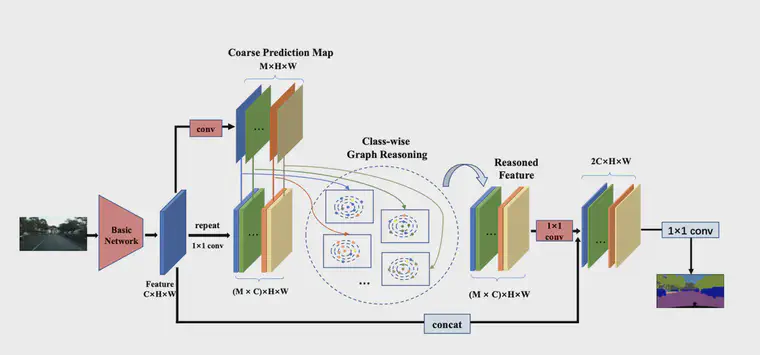 Coarse Prediction Map
M×H×W
conv
...
Class-wise
Graph Reasoning
Reasoned
Feature
2C×H×W
...
Basic
Network
repeat
1×1 conv
...
...
1×1
conv
1×1 conv
Feature
C×H×W
(M × C)×H×W
...
(M × C)×H×W
concat